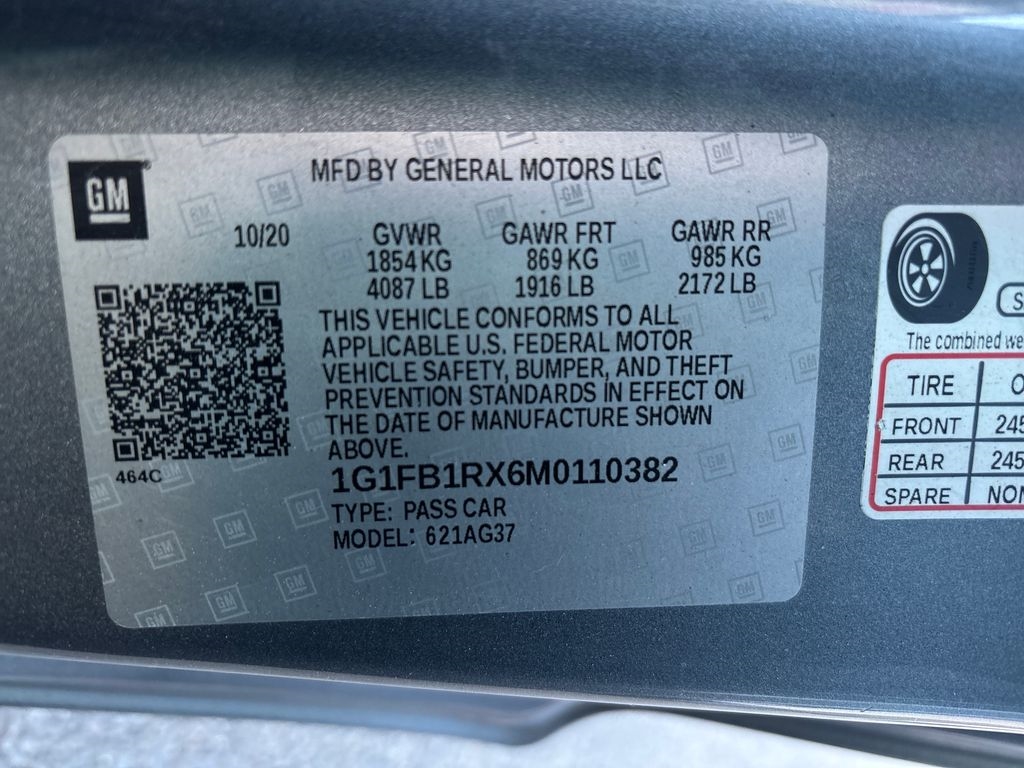 GM
MFD BY GENERAL MOTORS LLC
10/20 GVWR GAWR FRT GAWR RR
1854 KG 869 KG 985 KG
4087 LB 1916 LB 2172 LB
THIS VEHICLE CONFORMS TO ALL
APPLICABLE U.S. FEDERAL MOTOR
VEHICLE SAFETY, BUMPER, AND THEFT
PREVENTION STANDARDS IN EFFECT ON
THE DATE OF MANUFACTURE SHOWN
ABOVE.
464C
1G1FB1RX6M0110382
TYPE: PASS CAR
MODEL: 621AG37
The combined
TIRE
FRONT 245
REAR 245
SPARE